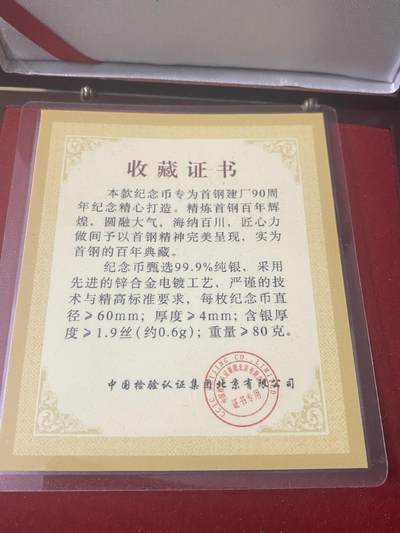 收藏证书
本款纪念币专为首钢建厂90周
年纪念精心打造。精炼首钢百年辉
煌，圆融大气，海纳百川，匠心力
做间予以首钢精神完美呈现，实为
首钢的百年典藏。
纪念币甄选99.9%纯银，采用
先进的锌合金电镀工艺，严谨的技
术与精高标准要求，每枚纪念币直
径≥60mm；厚度≥4mm；含银厚
度≥1.9丝(约0.6g)；重量≥80克。
中国检验认证集团北京有限公司
证书专用